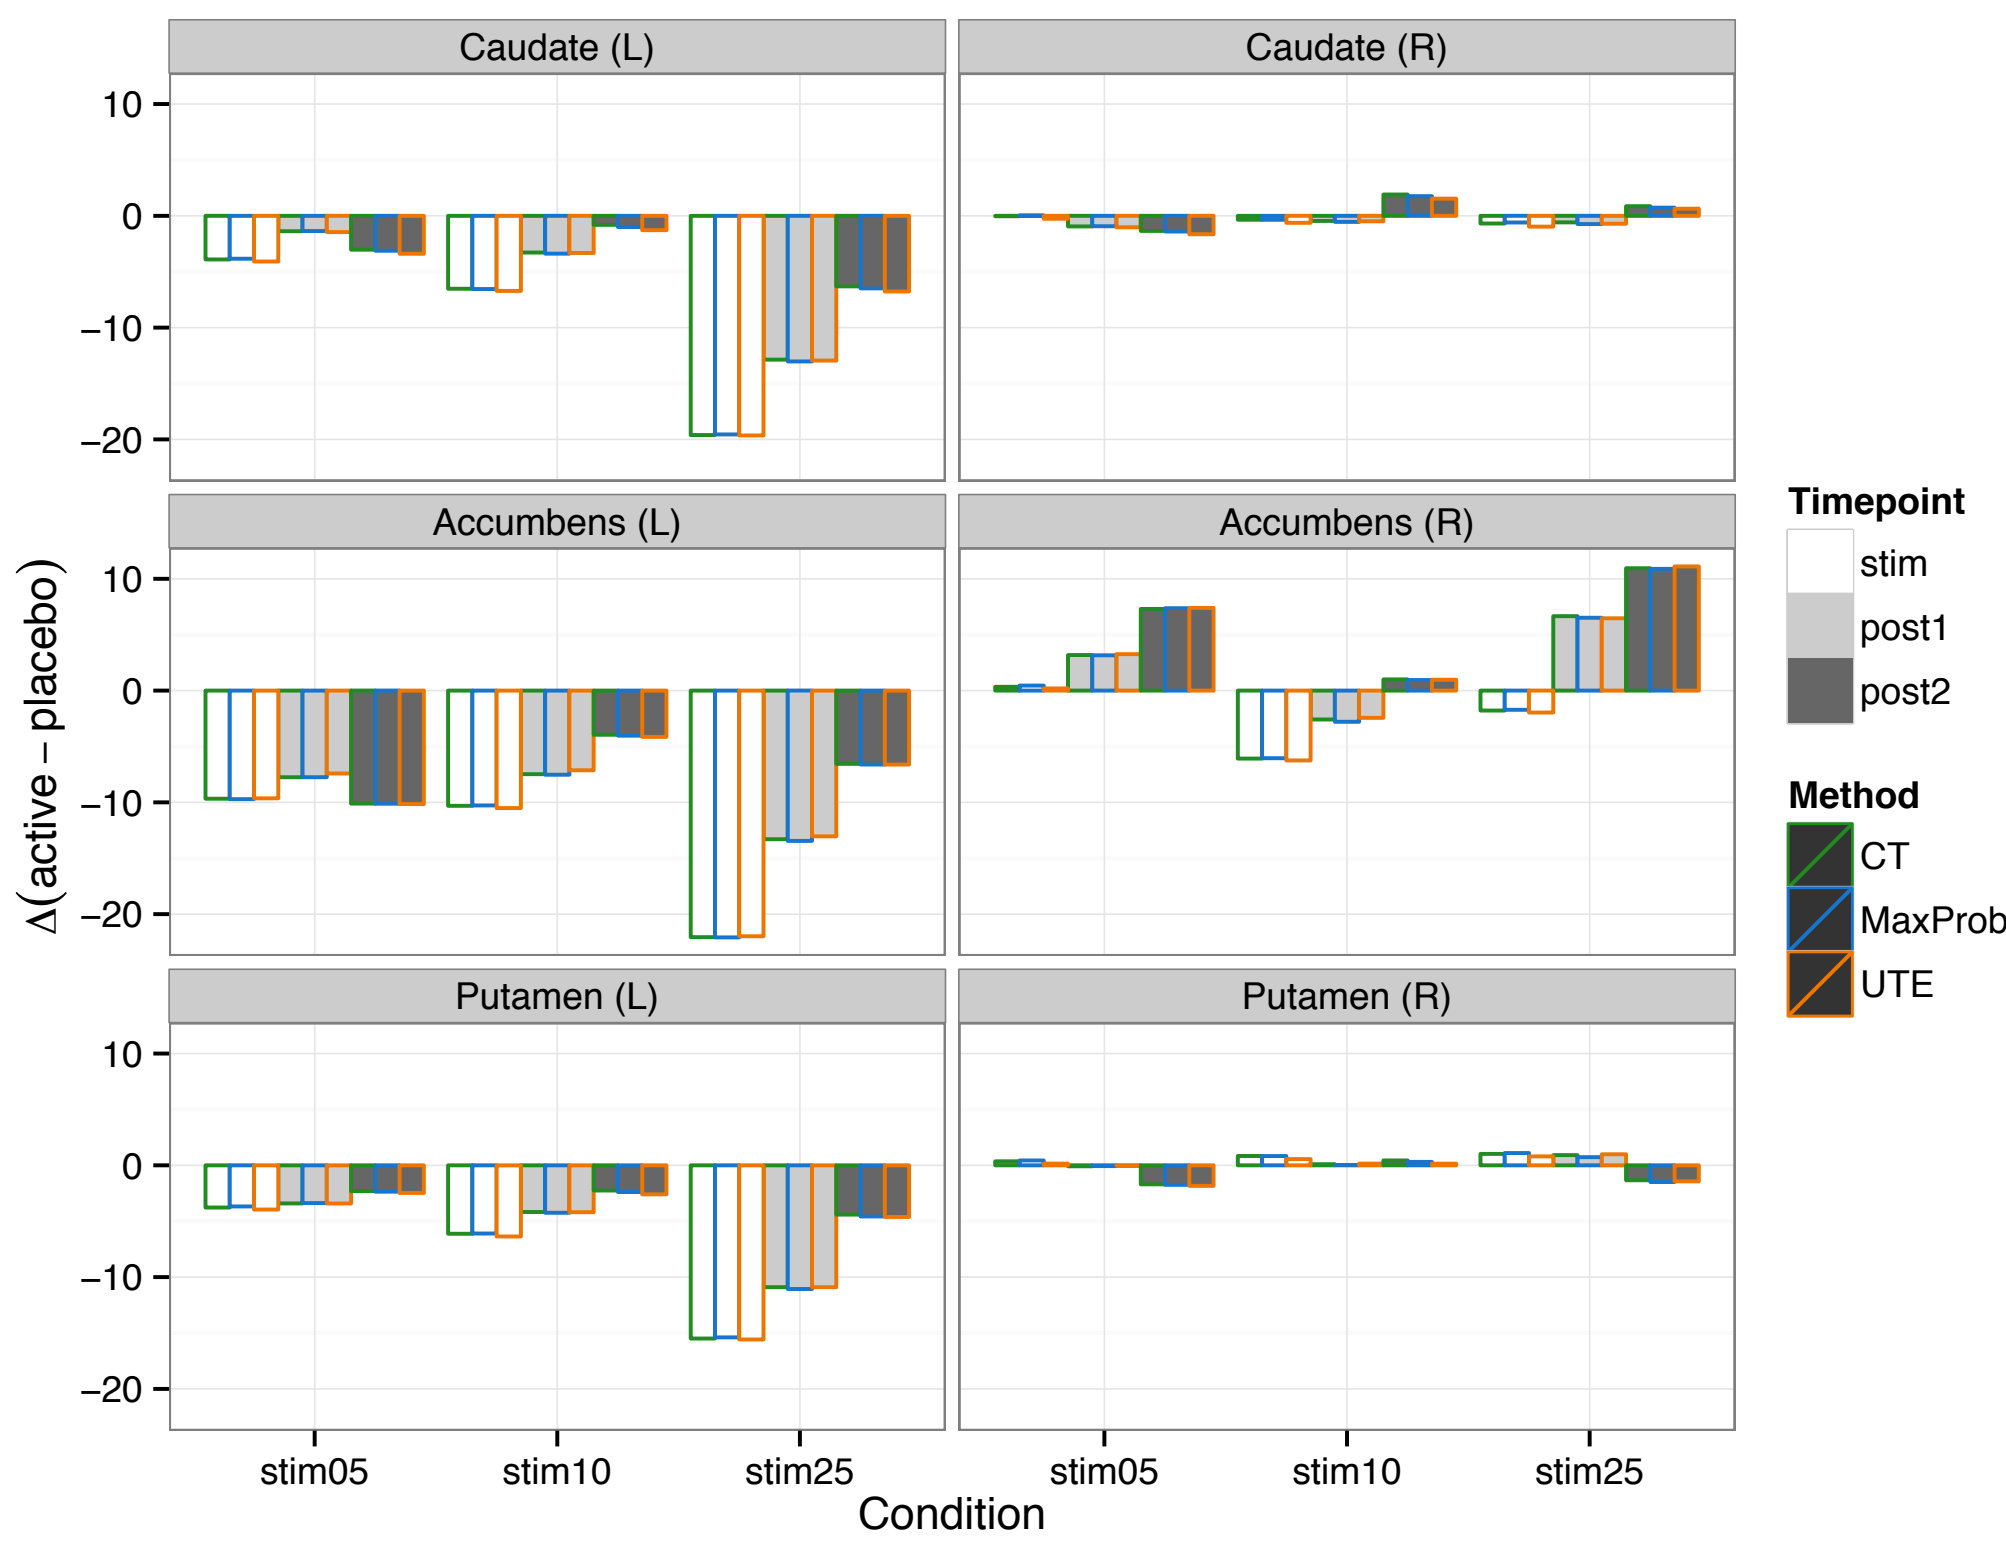 Caudate (L)
Caudate (R)
10
0
−10
−20
Accumbens (L)
Accumbens (R)
10
0
−10
−20
Putamen (L)
Putamen (R)
10
0
−10
−20
stim05
stim10
stim25
stim05
stim10
stim25
Condition
Δ(active − placebo)
Timepoint
stim
post1
post2
Method
CT
MaxProb
UTE